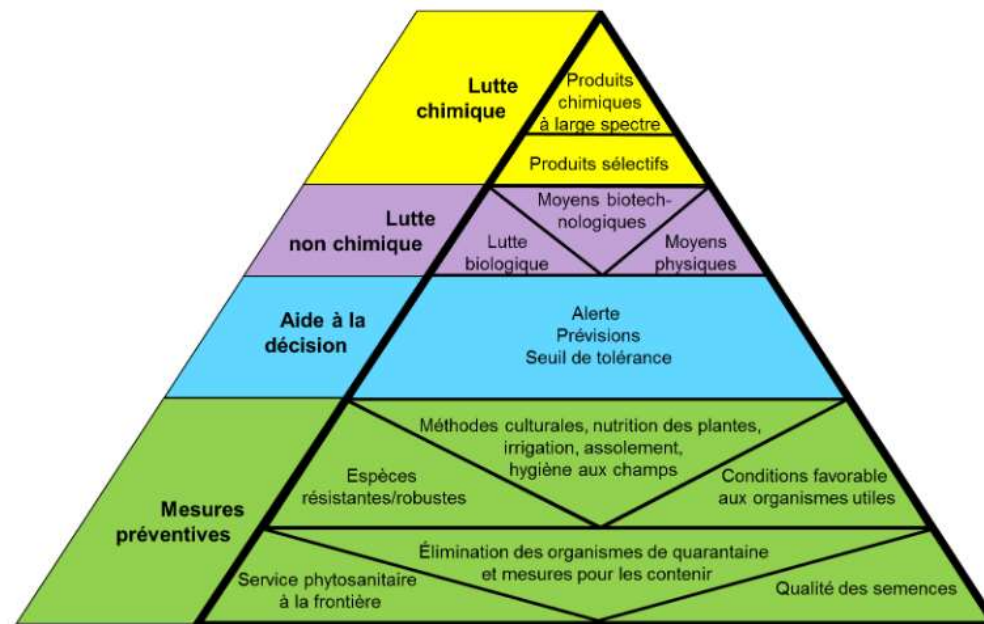 Lutte
chimique
Produits
chimiques
à large spectre
Produits sélectifs
Lutte
non chimique
Moyens biotech-
nologiques
Lutte
biologique
Moyens
physiques
Aide à la
décision
Alerte
Prévisions
Seuil de tolérance
Mesures
préventives
Méthodes culturales, nutrition des plantes,
irrigation, assolement,
hygiène aux champs
Espèces
résistantes/robustes
Conditions favorable
aux organismes utiles
Élimination des organismes de quarantaine
et mesures pour les contenir
Service phytosanitaire
à la frontière
Qualité des semences